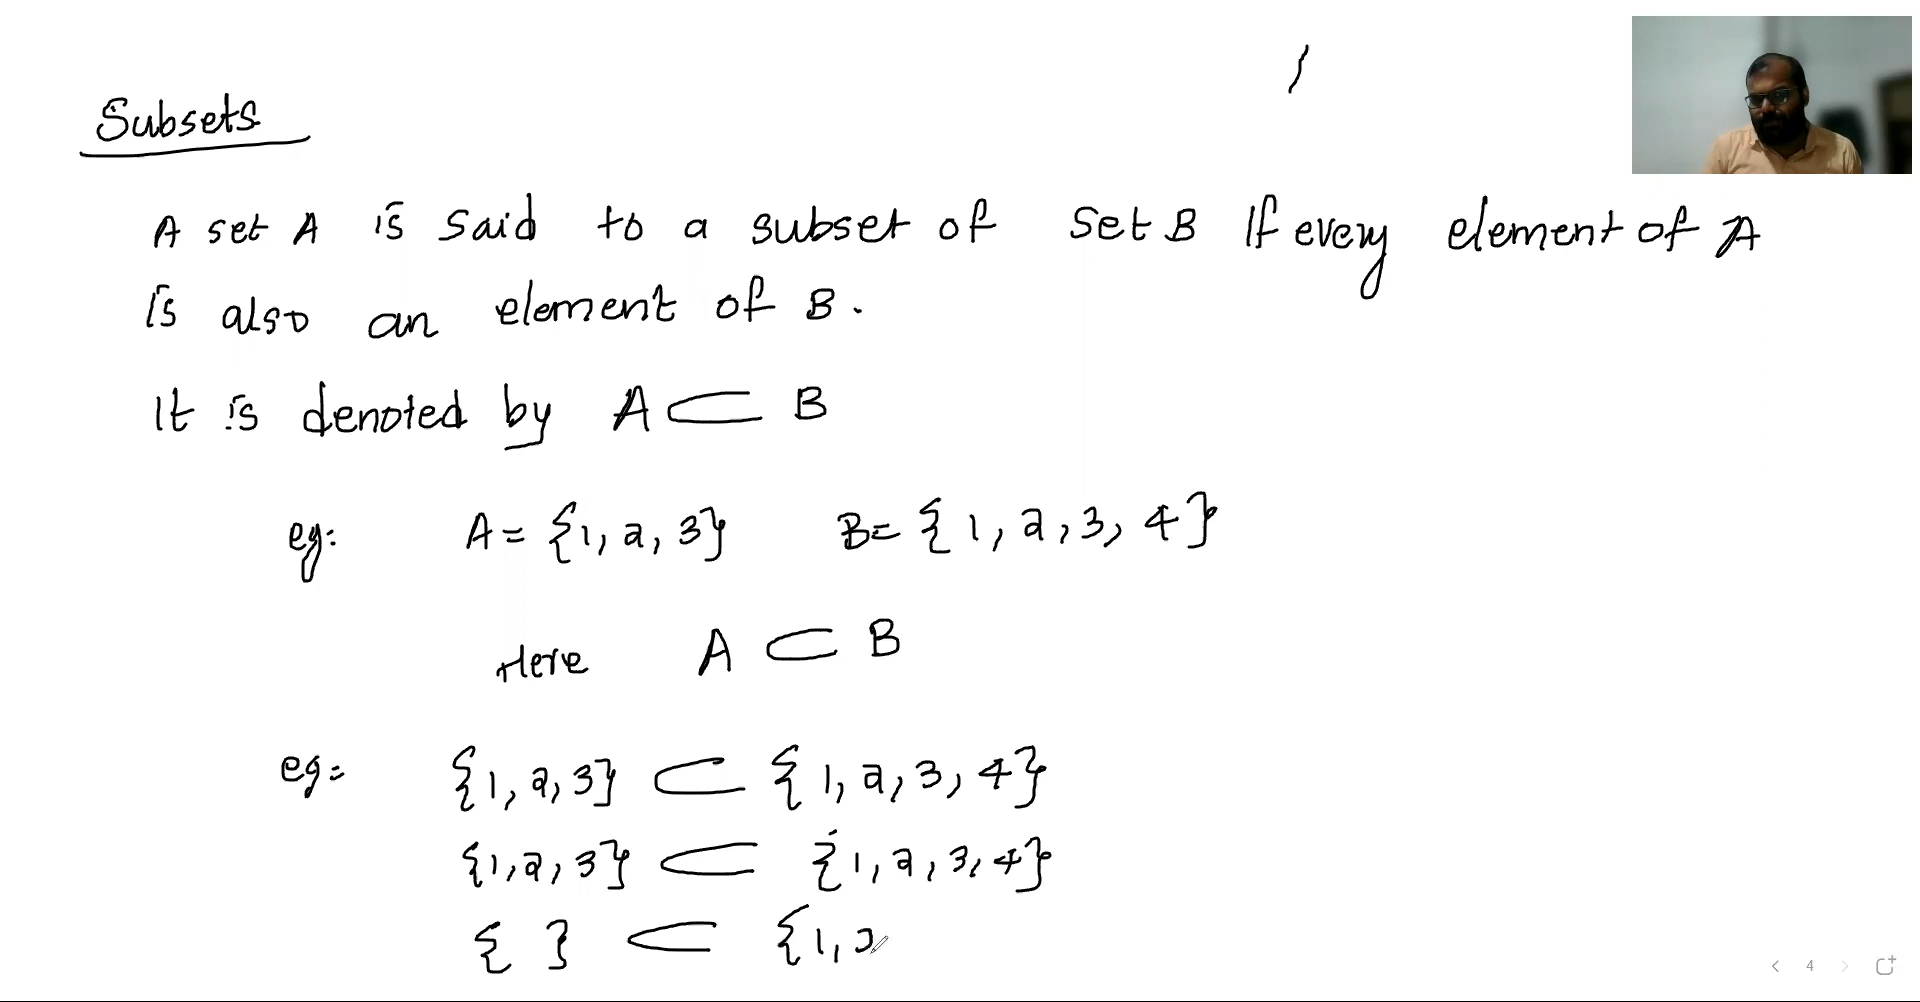 Subsets
A set A is said to a subset of set B If every element of A
is also an element of B.
It is denoted by A ⊂ B
eg: A = {1, 2, 3} B = {1, 2, 3, 4}
Here A ⊂ B
eg: {1, 2, 3} ⊂ {1, 2, 3, 4}
{1, 2, 3} ⊂ {1, 2, 3, 4}
{ } ⊂ {1, 2
4